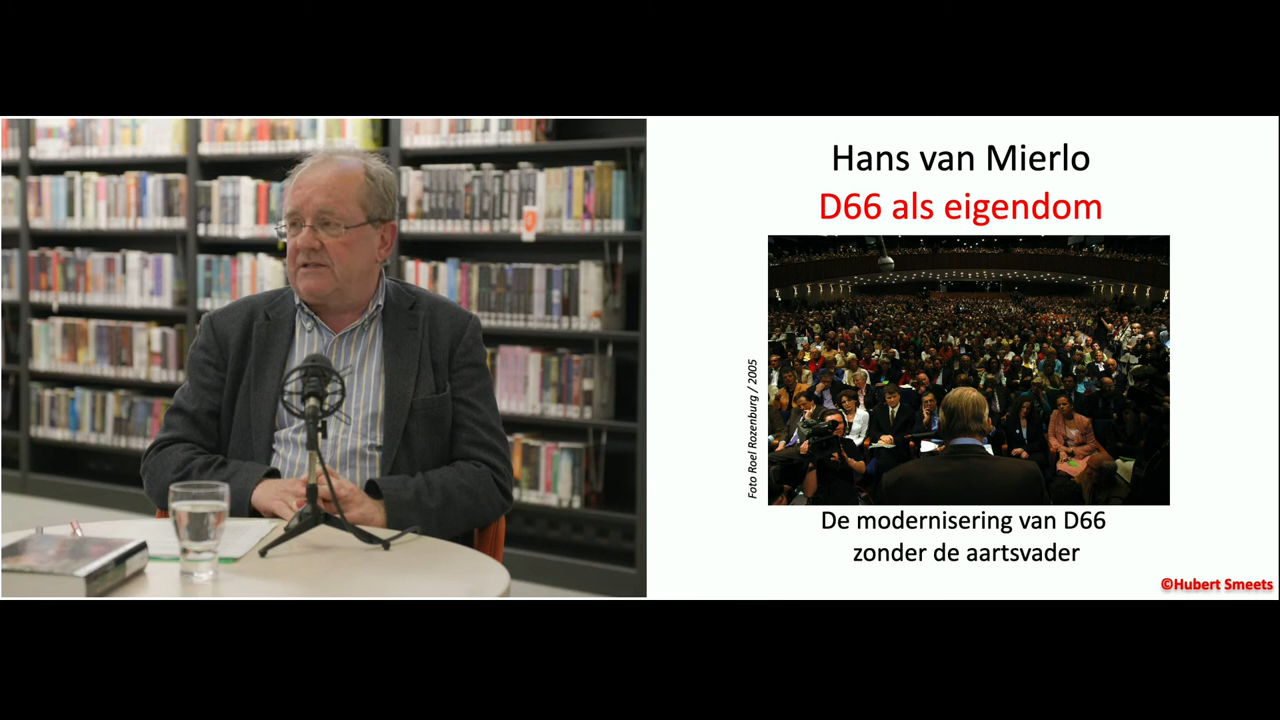 Hans van Mierlo
D66 als eigendom
Foto Roel Rozenburg / 2005
De modernisering van D66
zonder de aartsvader
©Hubert Smeets